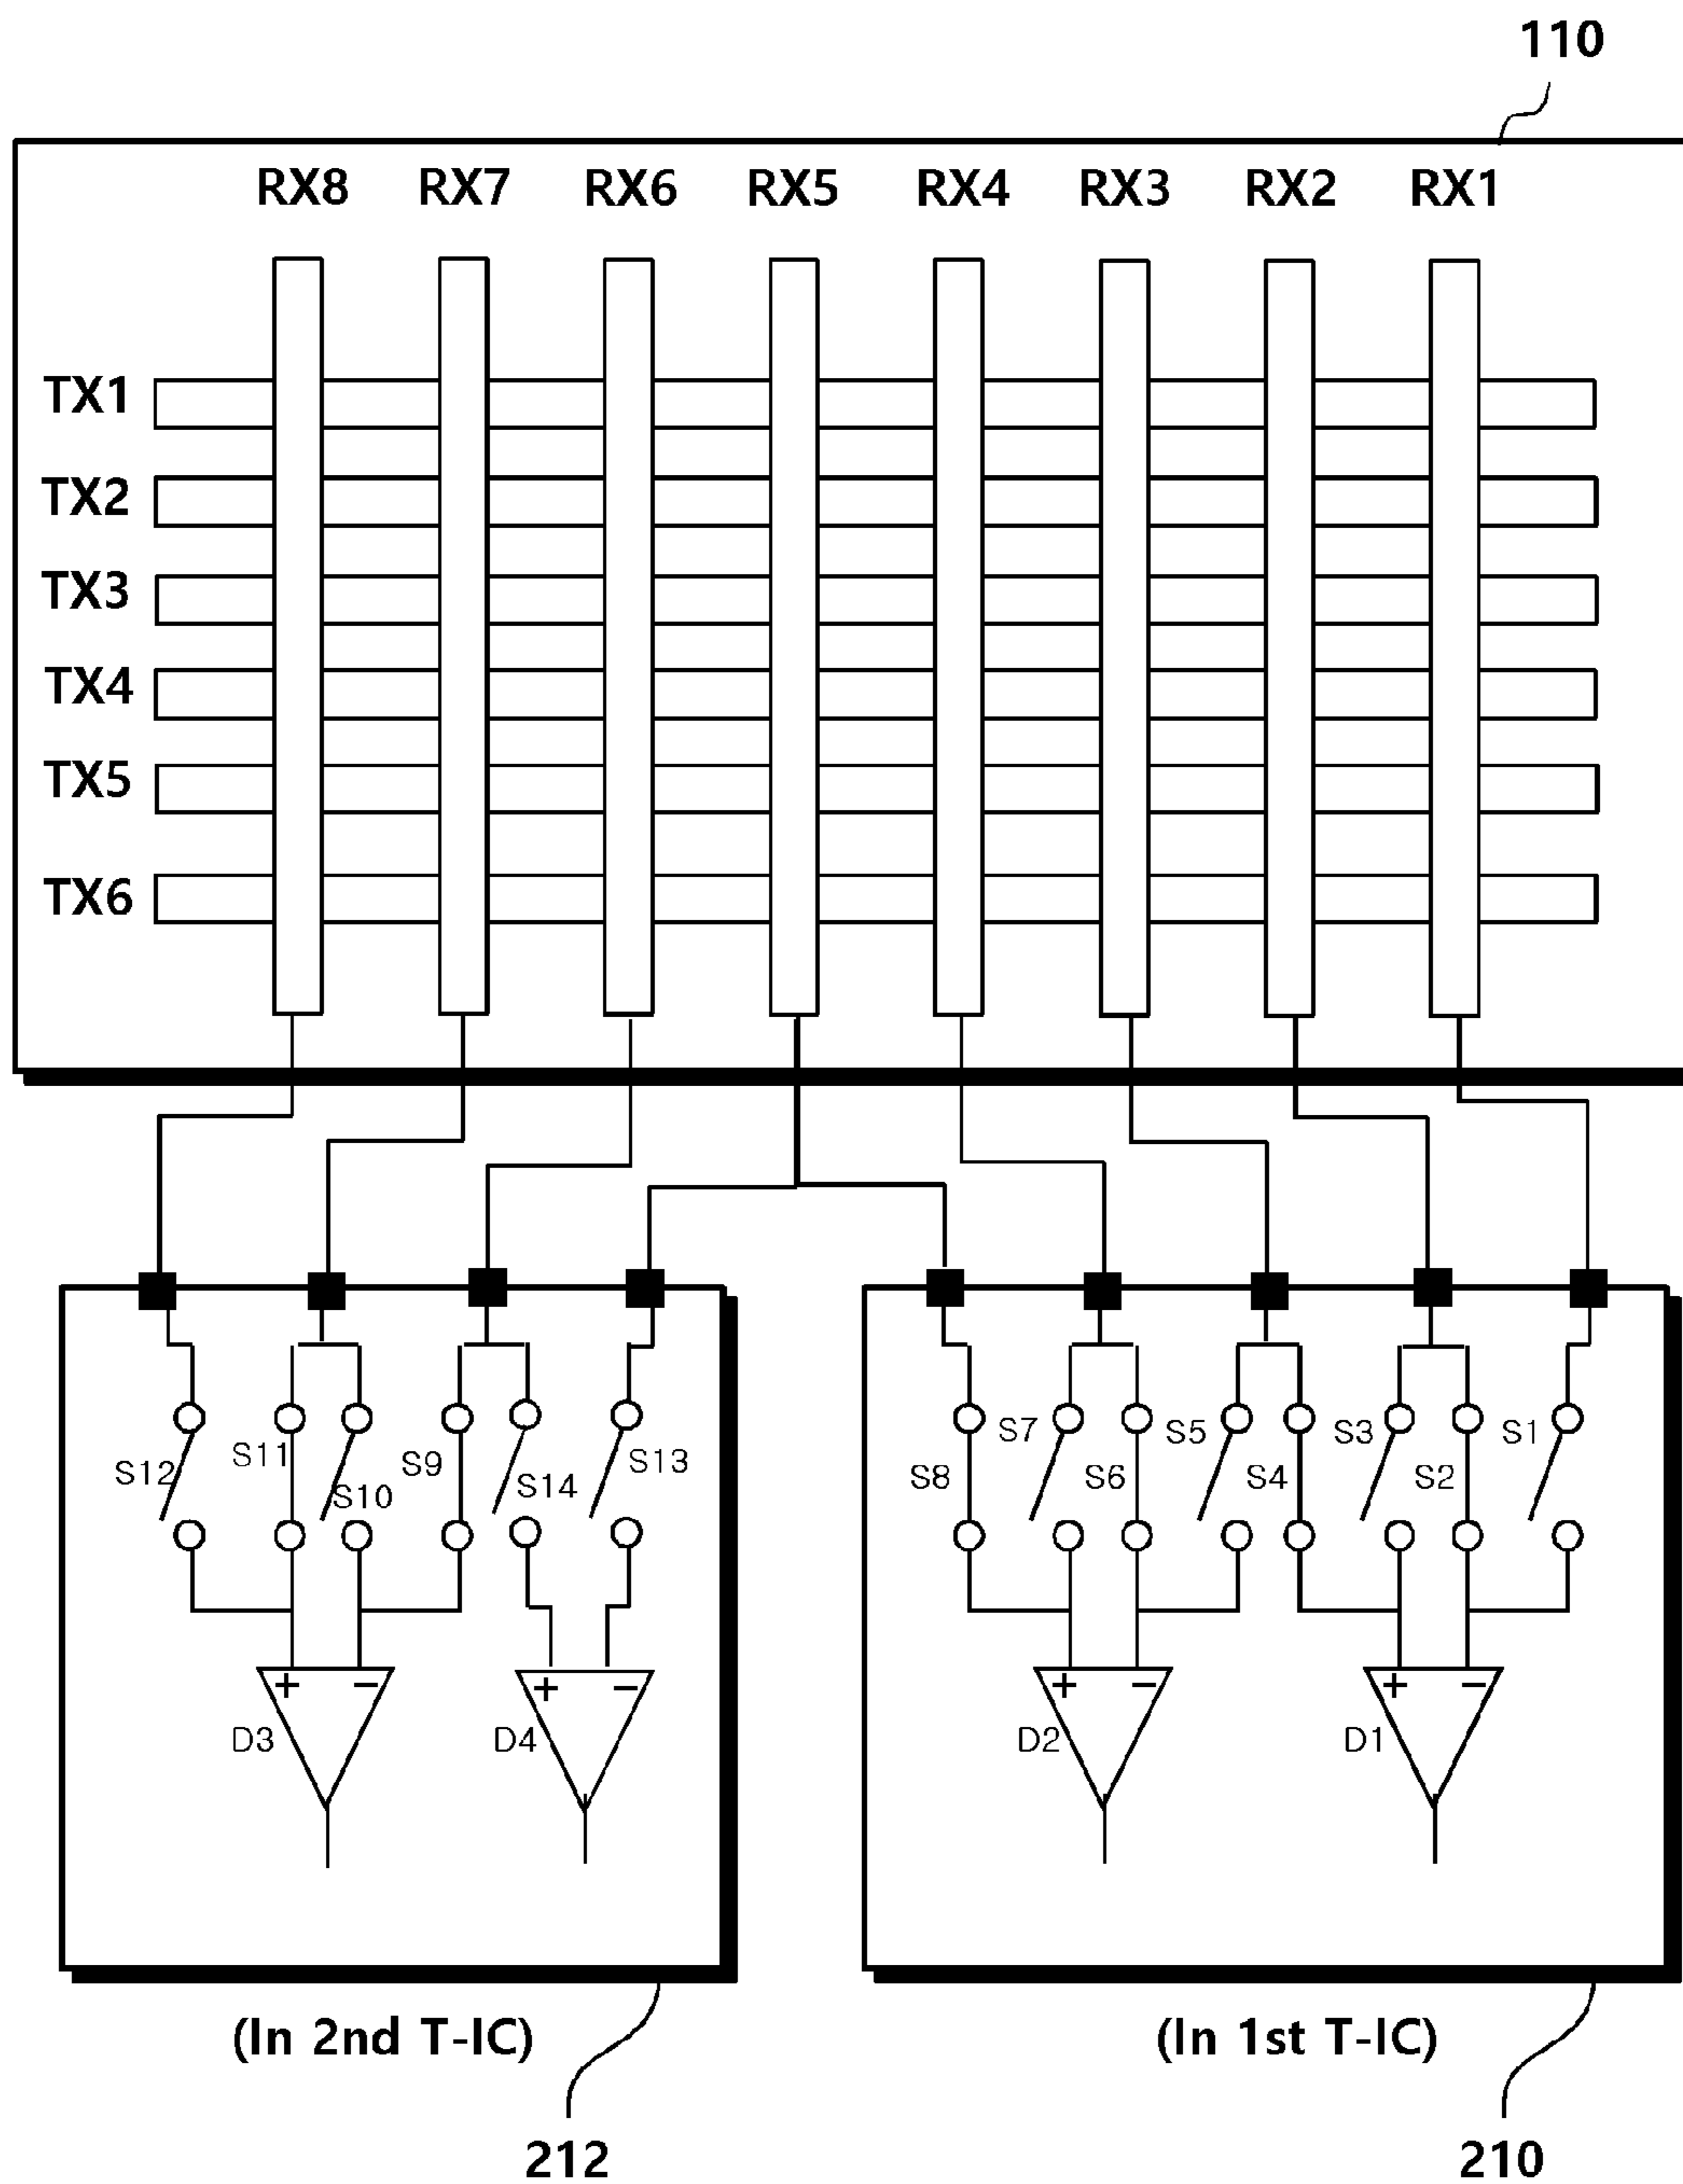 110
RX8 RX7 RX6 RX5 RX4 RX3 RX2 RX1
TX1
TX2
TX3
TX4
TX5
TX6
S12 S11 S10 S9 S14 S13 S8 S7 S6 S5 S4 S3 S2 S1
+ − + − + − + −
D3 D4 D2 D1
(In 2nd T-IC) (In 1st T-IC)
212 210